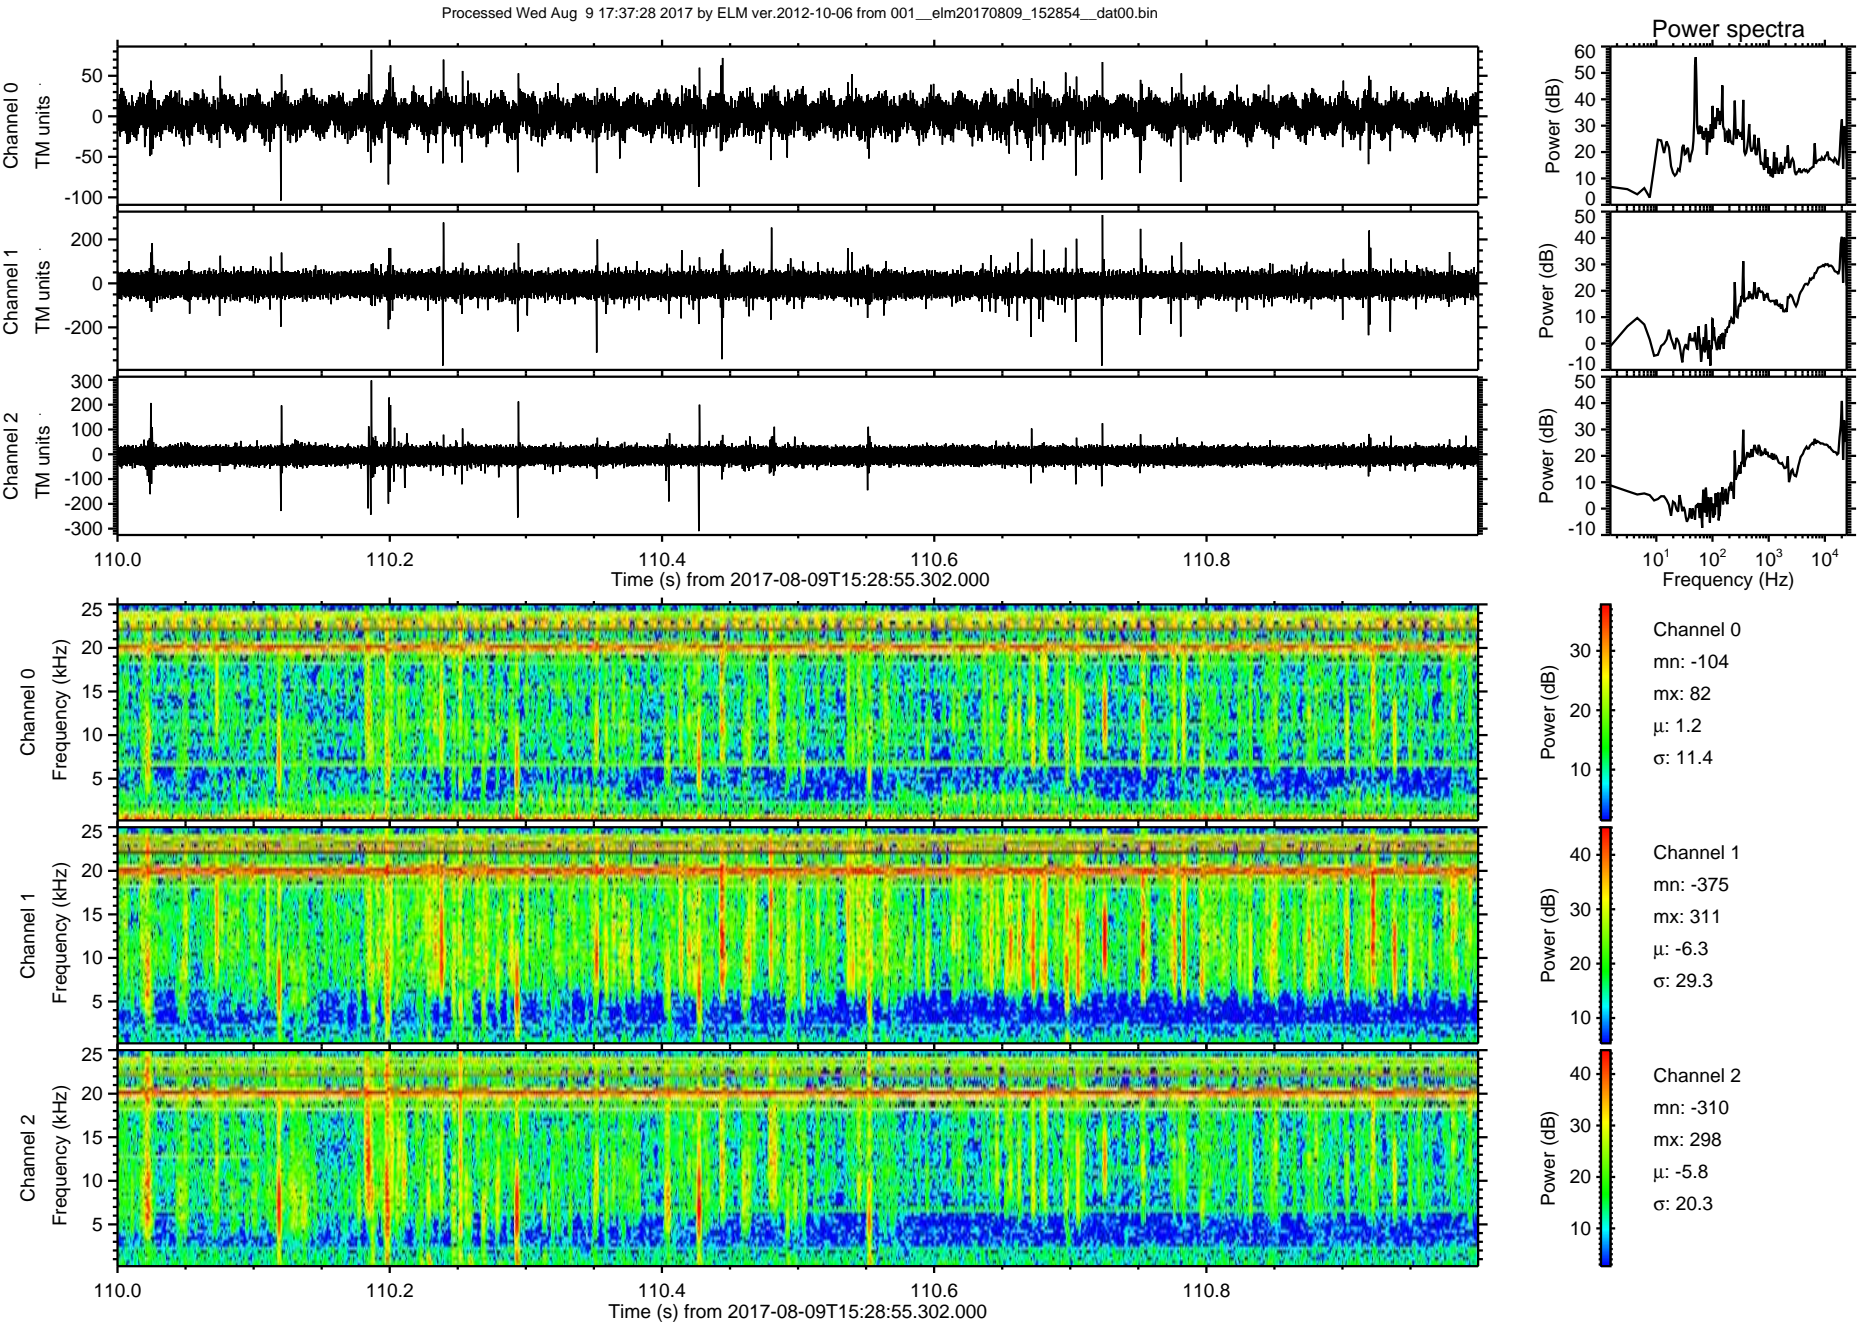 Processed Wed Aug  9 17:37:28 2017 by ELM ver.2012-10-06 from 001__elm20170809_152854__dat00.bin
Power spectra
Channel 0
TM units
50
0
-50
-100
Power (dB)
60
50
40
30
20
10
0
Channel 1
TM units
200
0
-200
Power (dB)
50
40
30
20
10
0
-10
Channel 2
TM units
300
200
100
0
-100
-200
-300
Power (dB)
50
40
30
20
10
0
-10
110.0 110.2 110.4 110.6 110.8
Time (s) from 2017-08-09T15:28:55.302.000
10¹ 10² 10³ 10⁴
Frequency (Hz)
Channel 0
Frequency (kHz)
25
20
15
10
5
Power (dB)
30
20
10
Channel 0
mn: -104
mx: 82
μ: 1.2
σ: 11.4
Channel 1
Frequency (kHz)
25
20
15
10
5
Power (dB)
40
30
20
10
Channel 1
mn: -375
mx: 311
μ: -6.3
σ: 29.3
Channel 2
Frequency (kHz)
25
20
15
10
5
Power (dB)
40
30
20
10
Channel 2
mn: -310
mx: 298
μ: -5.8
σ: 20.3
110.0 110.2 110.4 110.6 110.8
Time (s) from 2017-08-09T15:28:55.302.000